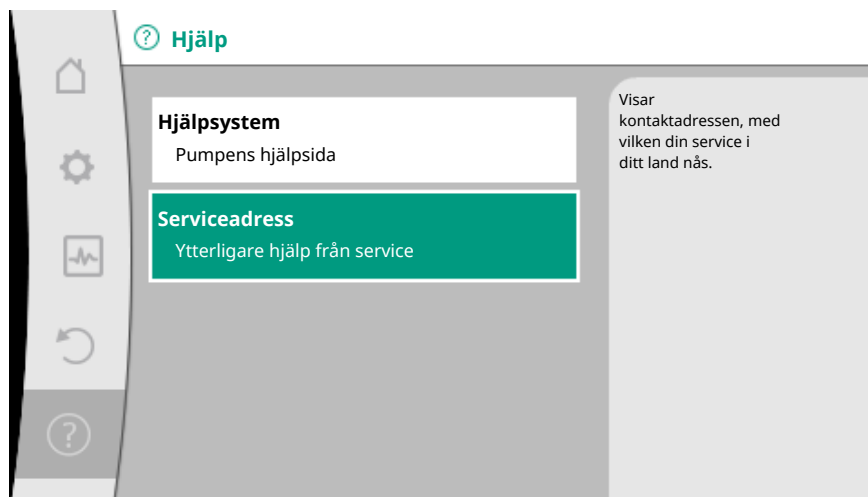 Hjälp
Hjälpsystem
Pumpens hjälpsida
Serviceadress
Ytterligare hjälp från service
Visar
kontaktadressen, med
vilken din service i
ditt land nås.